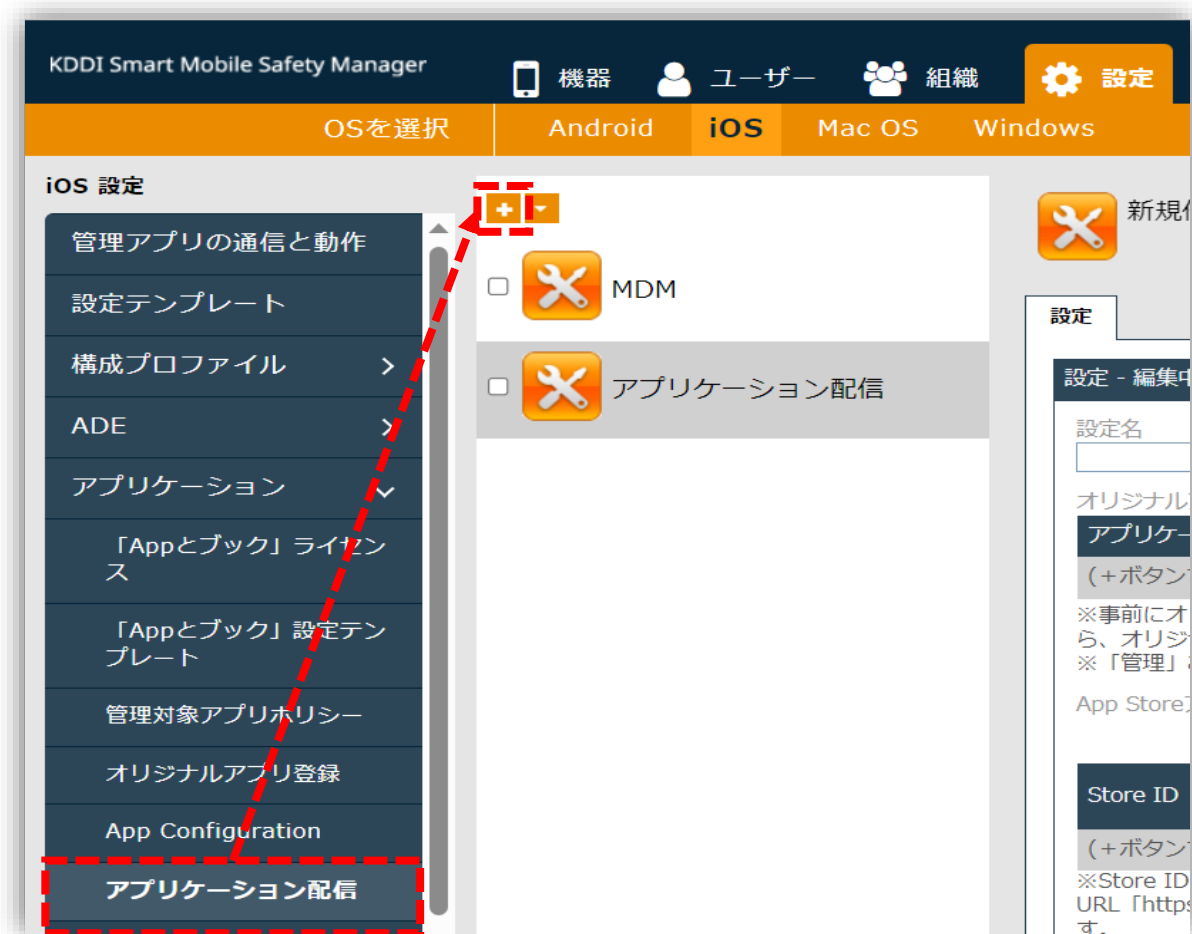 KDDI Smart Mobile Safety Manager
機器
ユーザー
組織
設定
OSを選択
Android
iOS
Mac OS
Windows
iOS 設定
管理アプリの通信と動作
設定テンプレート
構成プロファイル
ADE
アプリケーション
「Appとブック」ライセン
ス
「Appとブック」設定テン
プレート
管理対象アプリポリシー
オリジナルアプリ登録
App Configuration
アプリケーション配信
MDM
アプリケーション配信
新規
設定
設定 - 編集中
設定名
オリジナル
アプリケー
(+ボタン
※事前にオ
ら、オリジ
※「管理」
App Store
Store ID
(+ボタン
※Store ID
URL「https
す。